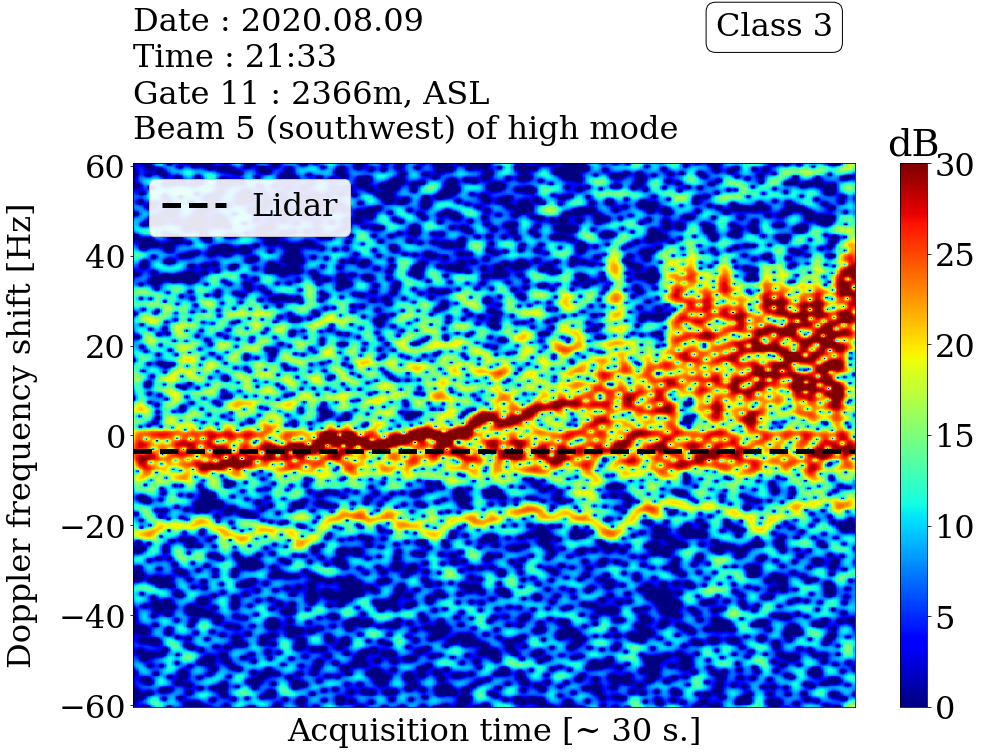 Date : 2020.08.09
Time : 21:33
Gate 11 : 2366m, ASL
Beam 5 (southwest) of high mode
Class 3
dB
Lidar
Doppler frequency shift [Hz]
60
40
20
0
−20
−40
−60
30
25
20
15
10
5
0
Acquisition time [~ 30 s.]